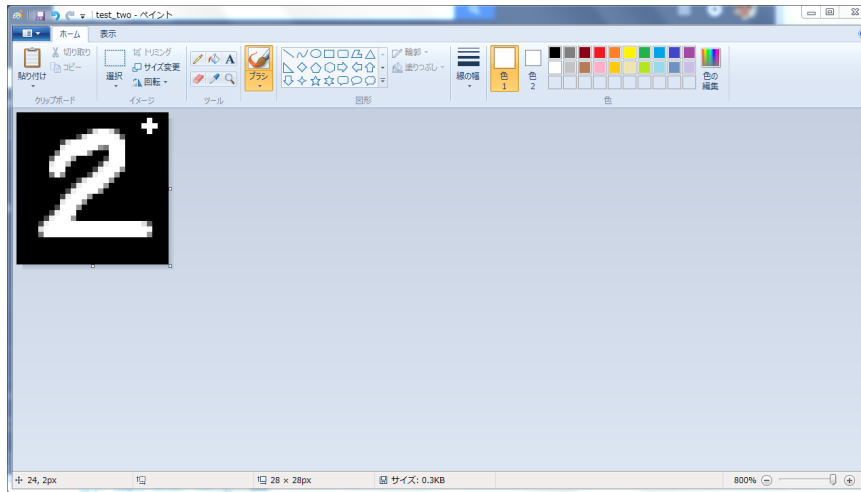 test_two - ペイント
ホーム 表示
貼り付け
切り取り
コピー
クリップボード
選択
トリミング
サイズ変更
回転
イメージ
A
ツール
ブラシ
輪郭
塗りつぶし
図形
線の幅
色
1
色
2
色の
編集
色
2
24, 2px
28 × 28px
サイズ: 0.3KB
800%